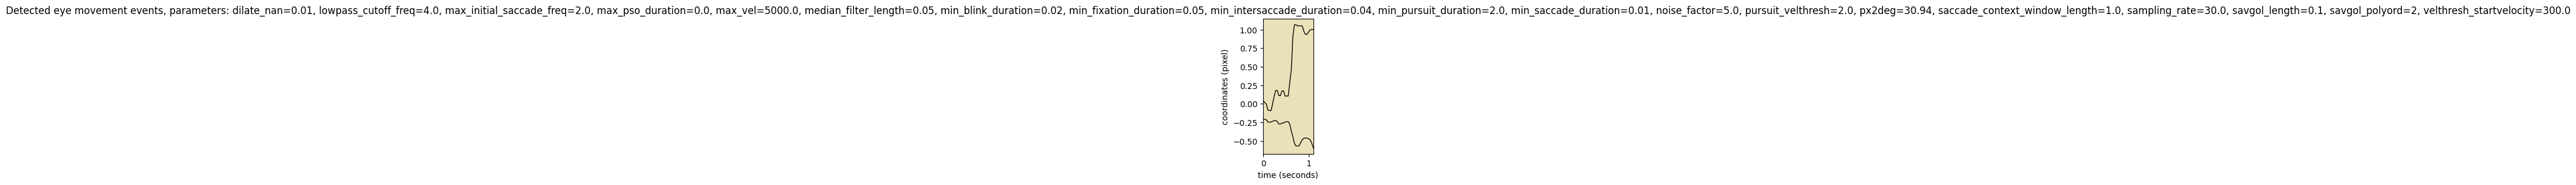 Detected eye movement events, parameters: dilate_nan=0.01, lowpass_cutoff_freq=4.0, max_initial_saccade_freq=2.0, max_pso_duration=0.0, max_vel=5000.0, median_filter_length=0.05, min_blink_duration=0.02, min_fixation_duration=0.05, min_intersaccade_duration=0.04, min_pursuit_duration=2.0, min_saccade_duration=0.01, noise_factor=5.0, pursuit_velthresh=2.0, px2deg=30.94, saccade_context_window_length=1.0, sampling_rate=30.0, savgol_length=0.1, savgol_polyord=2, velthresh_startvelocity=300.0
coordinates (pixel)
1.00
0.75
0.50
0.25
0.00
−0.25
−0.50
0 1
time (seconds)